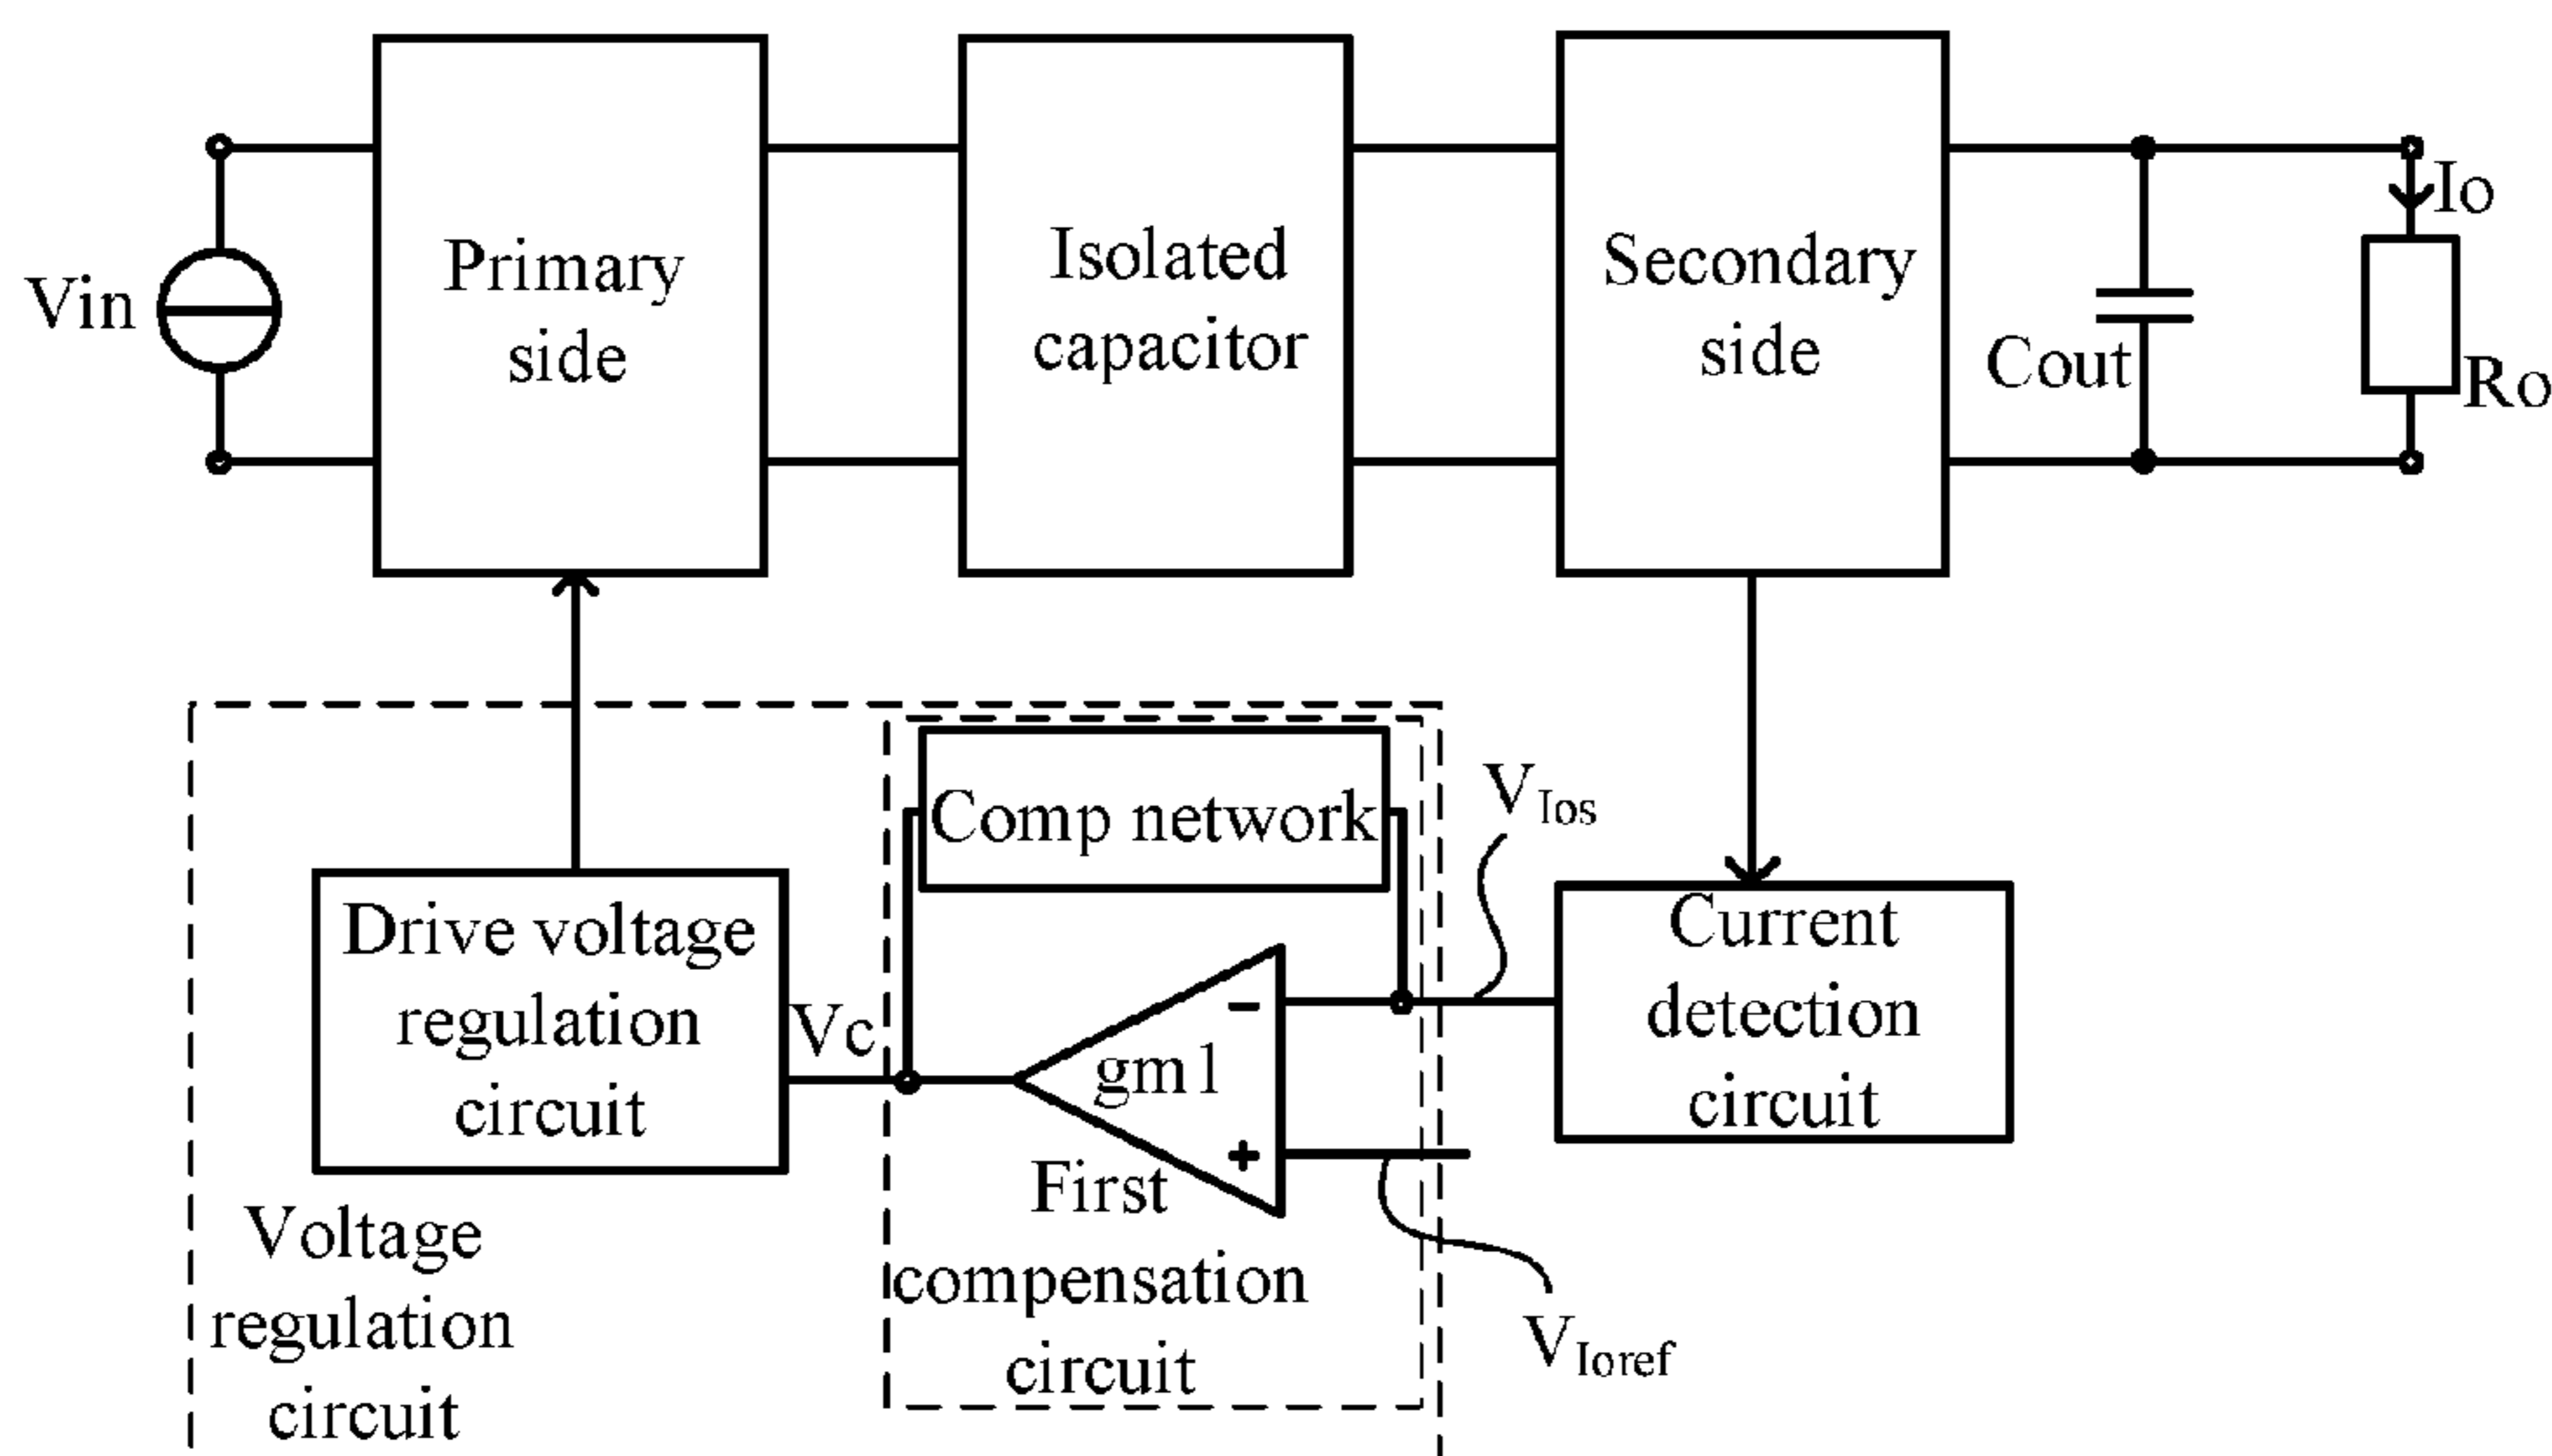 Vin
Primary
side
Isolated
capacitor
Secondary
side
Cout
Io
Ro
Drive voltage
regulation
circuit
Vc
Comp network
gm1
−
+
First
compensation
circuit
VIos
VIoref
Current
detection
circuit
Voltage
regulation
circuit